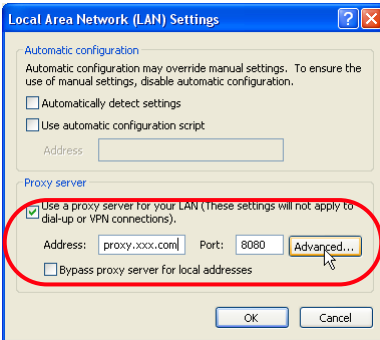 Local Area Network (LAN) Settings
Automatic configuration
Automatic configuration may override manual settings. To ensure the
use of manual settings, disable automatic configuration.
Automatically detect settings
Use automatic configuration script
Address
Proxy server
Use a proxy server for your LAN (These settings will not apply to
dial-up or VPN connections).
Address: proxy.xxx.com Port: 8080 Advanced...
Bypass proxy server for local addresses
OK Cancel